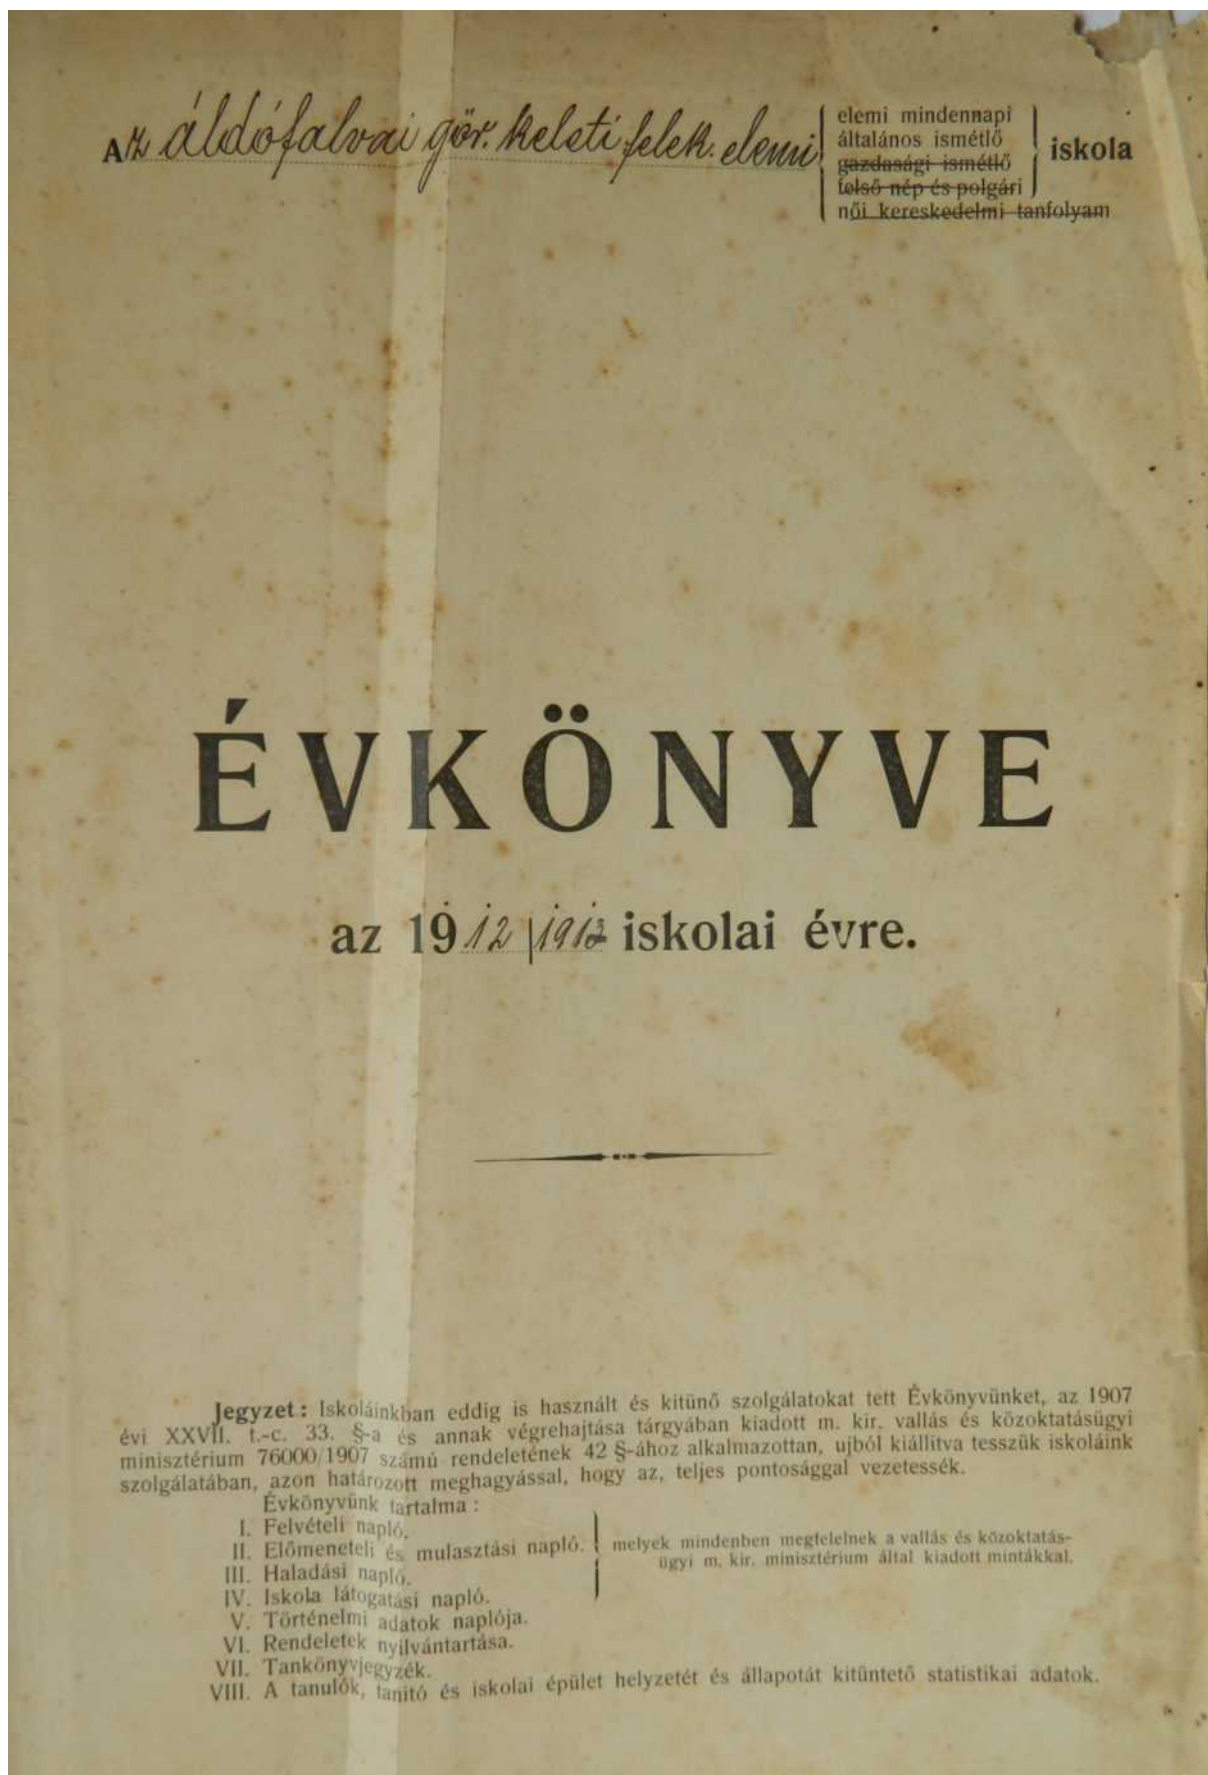 Az áldófalvai gör. keleti felek. elemi
elemi mindennapi
általános ismétlő
gazdasági ismétlő
felső nép és polgári
női kereskedelmi tanfolyam
iskola
ÉVKÖNYVE
az 1912/1913 iskolai évre.
Jegyzet: Iskoláinkban eddig is használt és kitünő szolgálatokat tett Évkönyvünket, az 1907
évi XXVII. t.-c. 33. §-a és annak végrehajtása tárgyában kiadott m. kir. vallás és közoktatásügyi
minisztérium 76000/1907 számú rendeletének 42 §-ához alkalmazottan, ujból kiállitva tesszük iskoláink
szolgálatában, azon határozott meghagyással, hogy az, teljes pontosággal vezetessék.
Évkönyvünk tartalma:
I. Felvételi napló.
II. Előmeneteli és mulasztási napló.
III. Haladási napló.
melyek mindenben megfelelnek a vallás és közoktatás-
ügyi m. kir. minisztérium által kiadott mintákkal.
IV. Iskola látogatási napló.
V. Történelmi adatok naplója.
VI. Rendeletek nyilvántartása.
VII. Tankönyvjegyzék.
VIII. A tanulók, tanitó és iskolai épület helyzetét és állapotát kitüntető statistikai adatok.